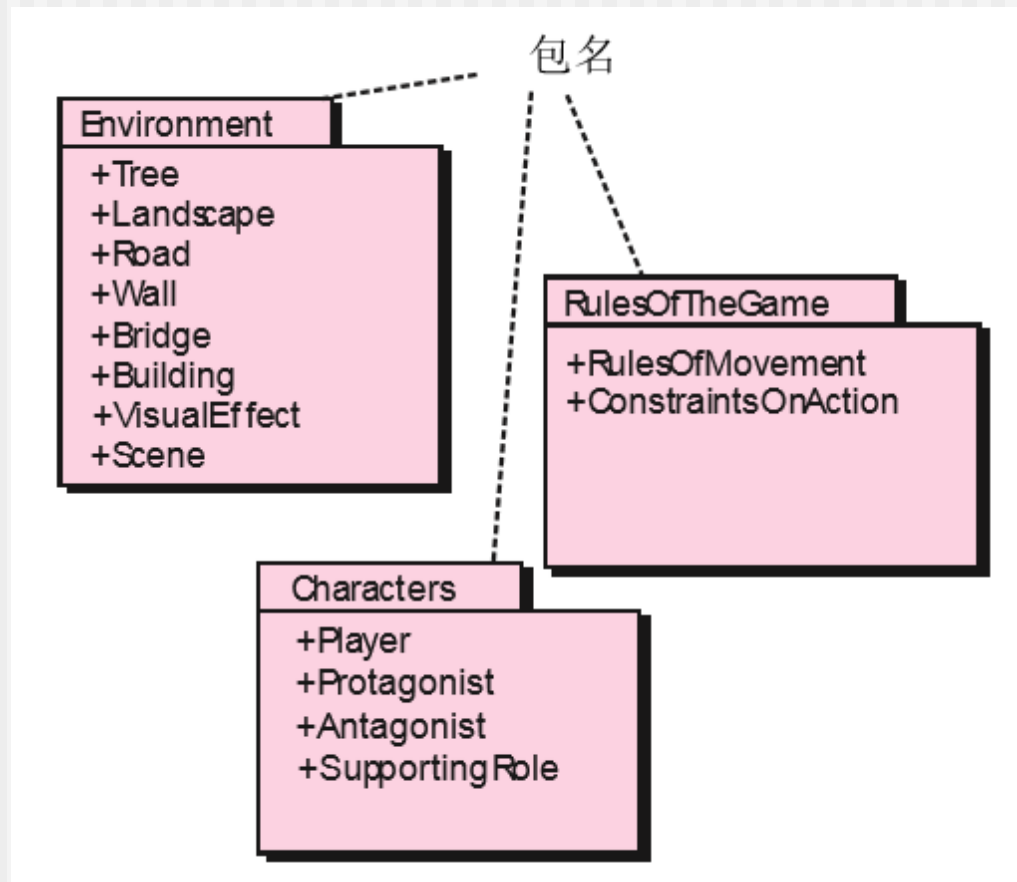 包名
Environment
+Tree
+Landscape
+Road
+Wall
+Bridge
+Building
+VisualEffect
+Scene
RulesOfTheGame
+RulesOfMovement
+ConstraintsOnAction
Characters
+Player
+Protagonist
+Antagonist
+SupportingRole